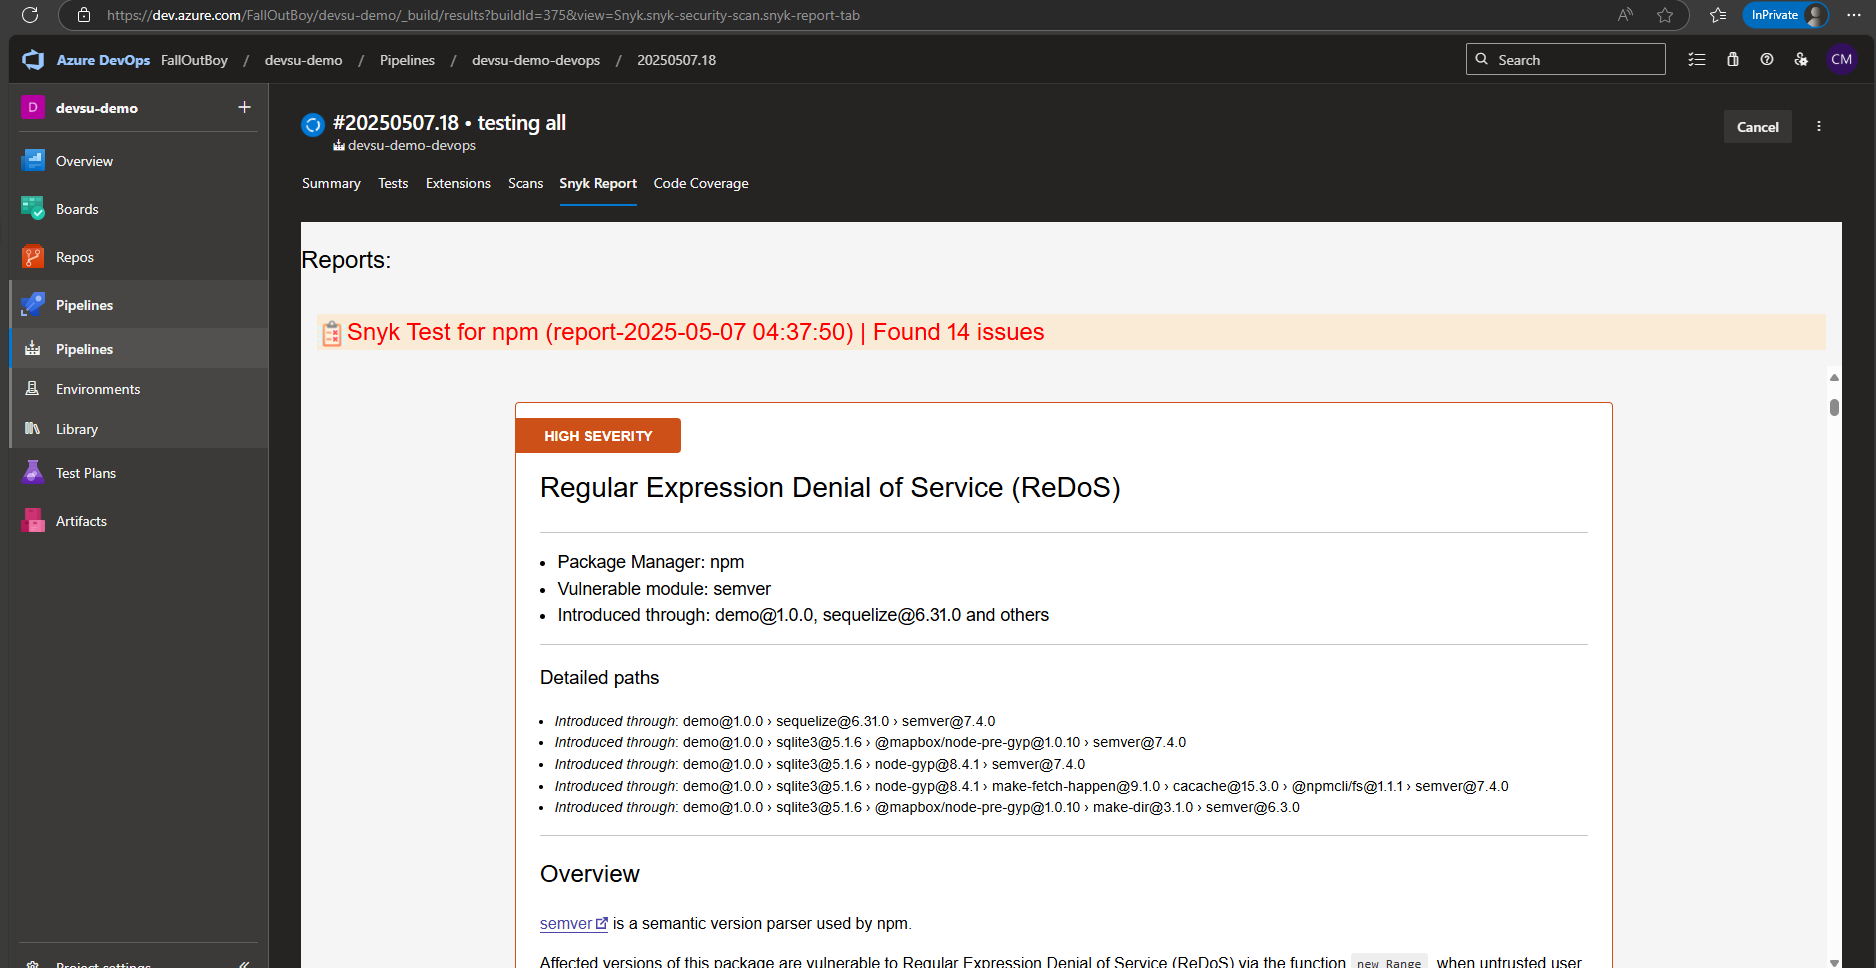 https://dev.azure.com/FallOutBoy/devsu-demo/_build/results?buildId=375&view=Snyk.snyk-security-scan.snyk-report-tab
InPrivate
Azure DevOps FallOutBoy / devsu-demo / Pipelines / devsu-demo-devops / 20250507.18
Search
CM
D devsu-demo
Overview
Boards
Repos
Pipelines
Pipelines
Environments
Library
Test Plans
Artifacts
Project settings
#20250507.18 • testing all
devsu-demo-devops
Cancel
Summary Tests Extensions Scans Snyk Report Code Coverage
Reports:
Snyk Test for npm (report-2025-05-07 04:37:50) | Found 14 issues
HIGH SEVERITY
Regular Expression Denial of Service (ReDoS)
• Package Manager: npm
• Vulnerable module: semver
• Introduced through: demo@1.0.0, sequelize@6.31.0 and others
Detailed paths
• Introduced through: demo@1.0.0 › sequelize@6.31.0 › semver@7.4.0
• Introduced through: demo@1.0.0 › sqlite3@5.1.6 › @mapbox/node-pre-gyp@1.0.10 › semver@7.4.0
• Introduced through: demo@1.0.0 › sqlite3@5.1.6 › node-gyp@8.4.1 › semver@7.4.0
• Introduced through: demo@1.0.0 › sqlite3@5.1.6 › node-gyp@8.4.1 › make-fetch-happen@9.1.0 › cacache@15.3.0 › @npmcli/fs@1.1.1 › semver@7.4.0
• Introduced through: demo@1.0.0 › sqlite3@5.1.6 › @mapbox/node-pre-gyp@1.0.10 › make-dir@3.1.0 › semver@6.3.0
Overview
semver is a semantic version parser used by npm.
Affected versions of this package are vulnerable to Regular Expression Denial of Service (ReDoS) via the function new Range when untrusted user